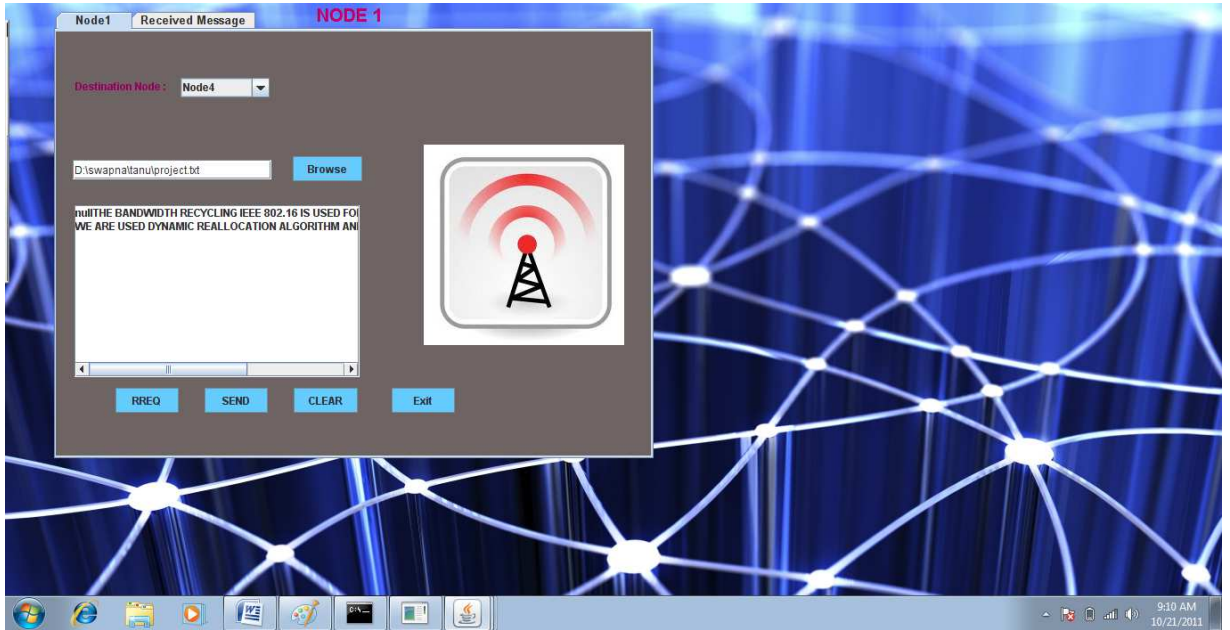 Node1 Received Message NODE 1
Destination Node : Node4
D:\swapna\tanu\project.txt Browse
nullTHE BANDWIDTH RECYCLING IEEE 802.16 IS USED FOR
WE ARE USED DYNAMIC REALLOCATION ALGORITHM AN
RREQ SEND CLEAR Exit
9:10 AM
10/21/2011